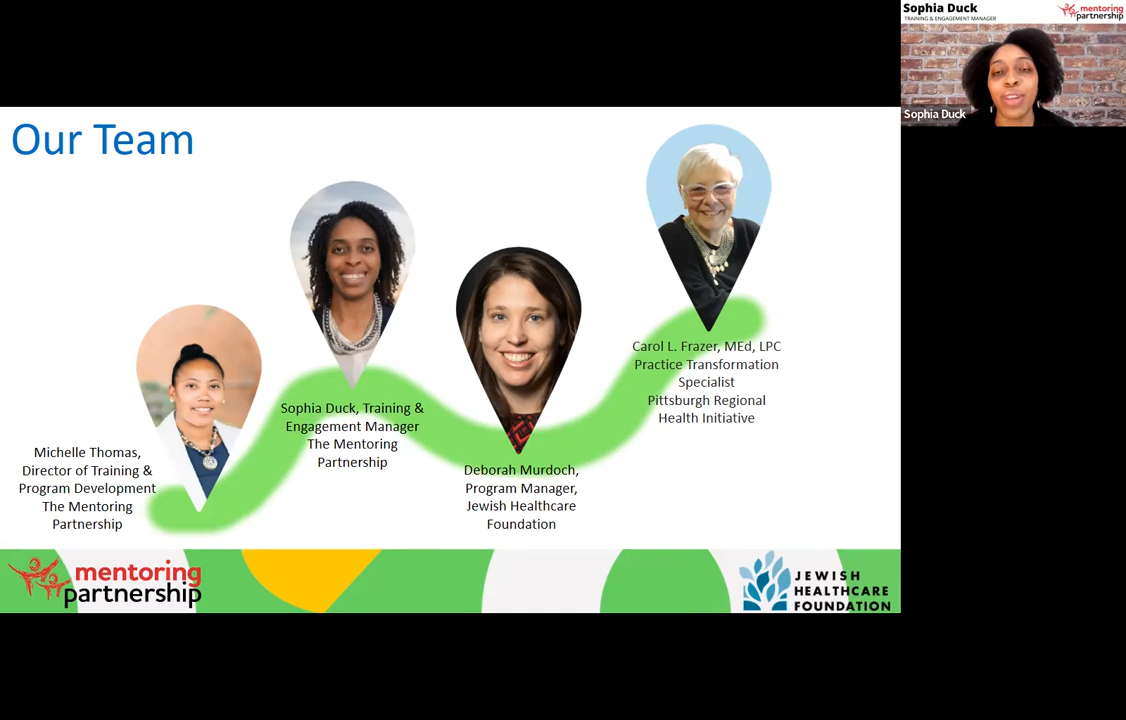 Sophia Duck
TRAINING & ENGAGEMENT MANAGER
mentoring
partnership
Sophia Duck
Our Team
Michelle Thomas,
Director of Training &
Program Development
The Mentoring
Partnership
Sophia Duck, Training &
Engagement Manager
The Mentoring
Partnership
Deborah Murdoch,
Program Manager,
Jewish Healthcare
Foundation
Carol L. Frazer, MEd, LPC
Practice Transformation
Specialist
Pittsburgh Regional
Health Initiative
mentoring
partnership
JEWISH
HEALTHCARE
FOUNDATION